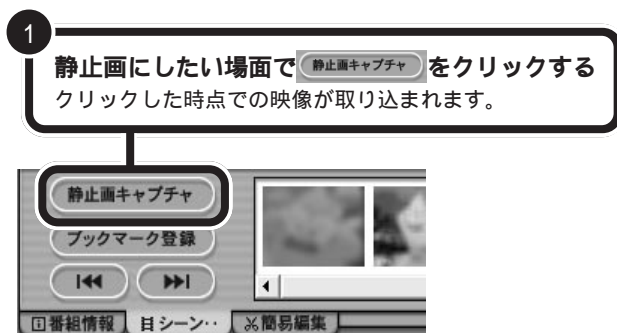 1
静止画にしたい場面で 静止画キャプチャ をクリックする
クリックした時点での映像が取り込まれます。
静止画キャプチャ
ブックマーク登録
番組情報 シーン‥ 簡易編集